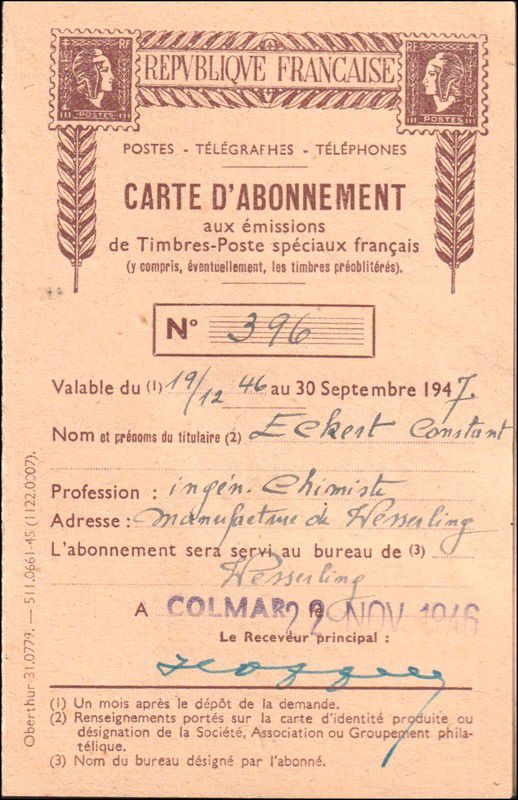 RF RF
REPVBLIQVE FRANÇAISE
POSTES POSTES
POSTES - TÉLÉGRAPHES - TÉLÉPHONES
CARTE D'ABONNEMENT
aux émissions
de Timbres-Poste spéciaux français
(y compris, éventuellement, les timbres préoblitérés).
N° 396
Valable du (1) 19/12 46 au 30 Septembre 1947.
Nom et prénoms du titulaire (2) Eckert Constant
Profession : ingén. Chimiste
Adresse : Manufacture de Wesserling
L'abonnement sera servi au bureau de (3)
Wesserling
A COLMAR le 22 NOV 1946
Le Receveur principal :
(1) Un mois après le dépôt de la demande.
(2) Renseignements portés sur la carte d'identité produite ou
désignation de la Société, Association ou Groupement phila-
télique.
(3) Nom du bureau désigné par l'abonné.
Oberthur 31.0779. — 511.0661-45 (1122.0007).